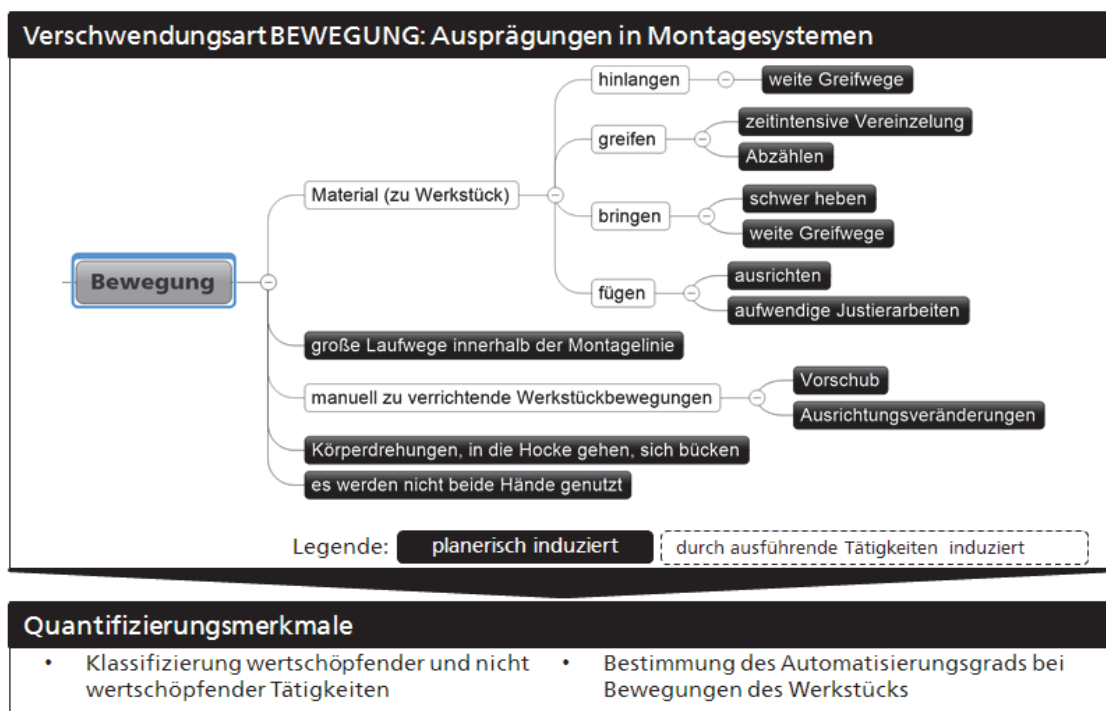 Verschwendungsart BEWEGUNG: Ausprägungen in Montagesystemen
hinlangen
weite Greifwege
greifen
zeitintensive Vereinzelung
Abzählen
Material (zu Werkstück)
bringen
schwer heben
weite Greifwege
Bewegung
fügen
ausrichten
aufwendige Justierarbeiten
große Laufwege innerhalb der Montagelinie
manuell zu verrichtende Werkstückbewegungen
Vorschub
Ausrichtungsveränderungen
Körperdrehungen, in die Hocke gehen, sich bücken
es werden nicht beide Hände genutzt
Legende: planerisch induziert durch ausführende Tätigkeiten induziert
Quantifizierungsmerkmale
• Klassifizierung wertschöpfender und nicht
wertschöpfender Tätigkeiten
• Bestimmung des Automatisierungsgrads bei
Bewegungen des Werkstücks